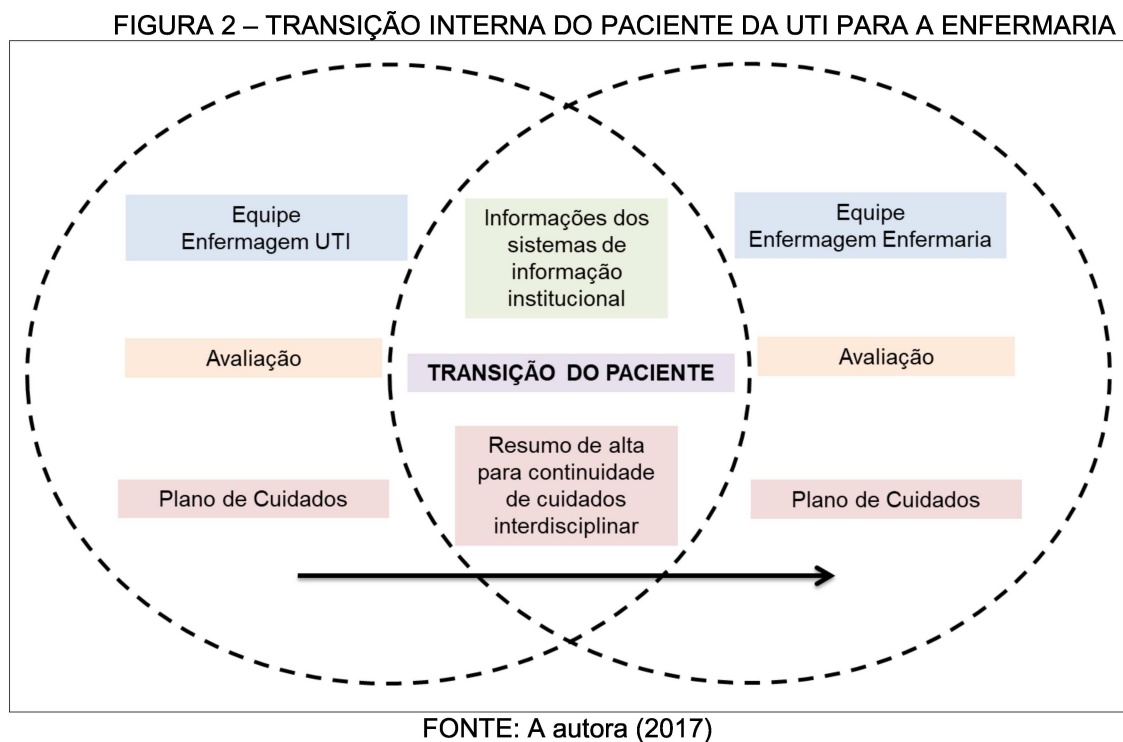 FIGURA 2 – TRANSIÇÃO INTERNA DO PACIENTE DA UTI PARA A ENFERMARIA
Equipe
Enfermagem UTI
Avaliação
Plano de Cuidados
Informações dos
sistemas de
informação
institucional
TRANSIÇÃO DO PACIENTE
Resumo de alta
para continuidade
de cuidados
interdisciplinar
Equipe
Enfermagem Enfermaria
Avaliação
Plano de Cuidados
FONTE: A autora (2017)